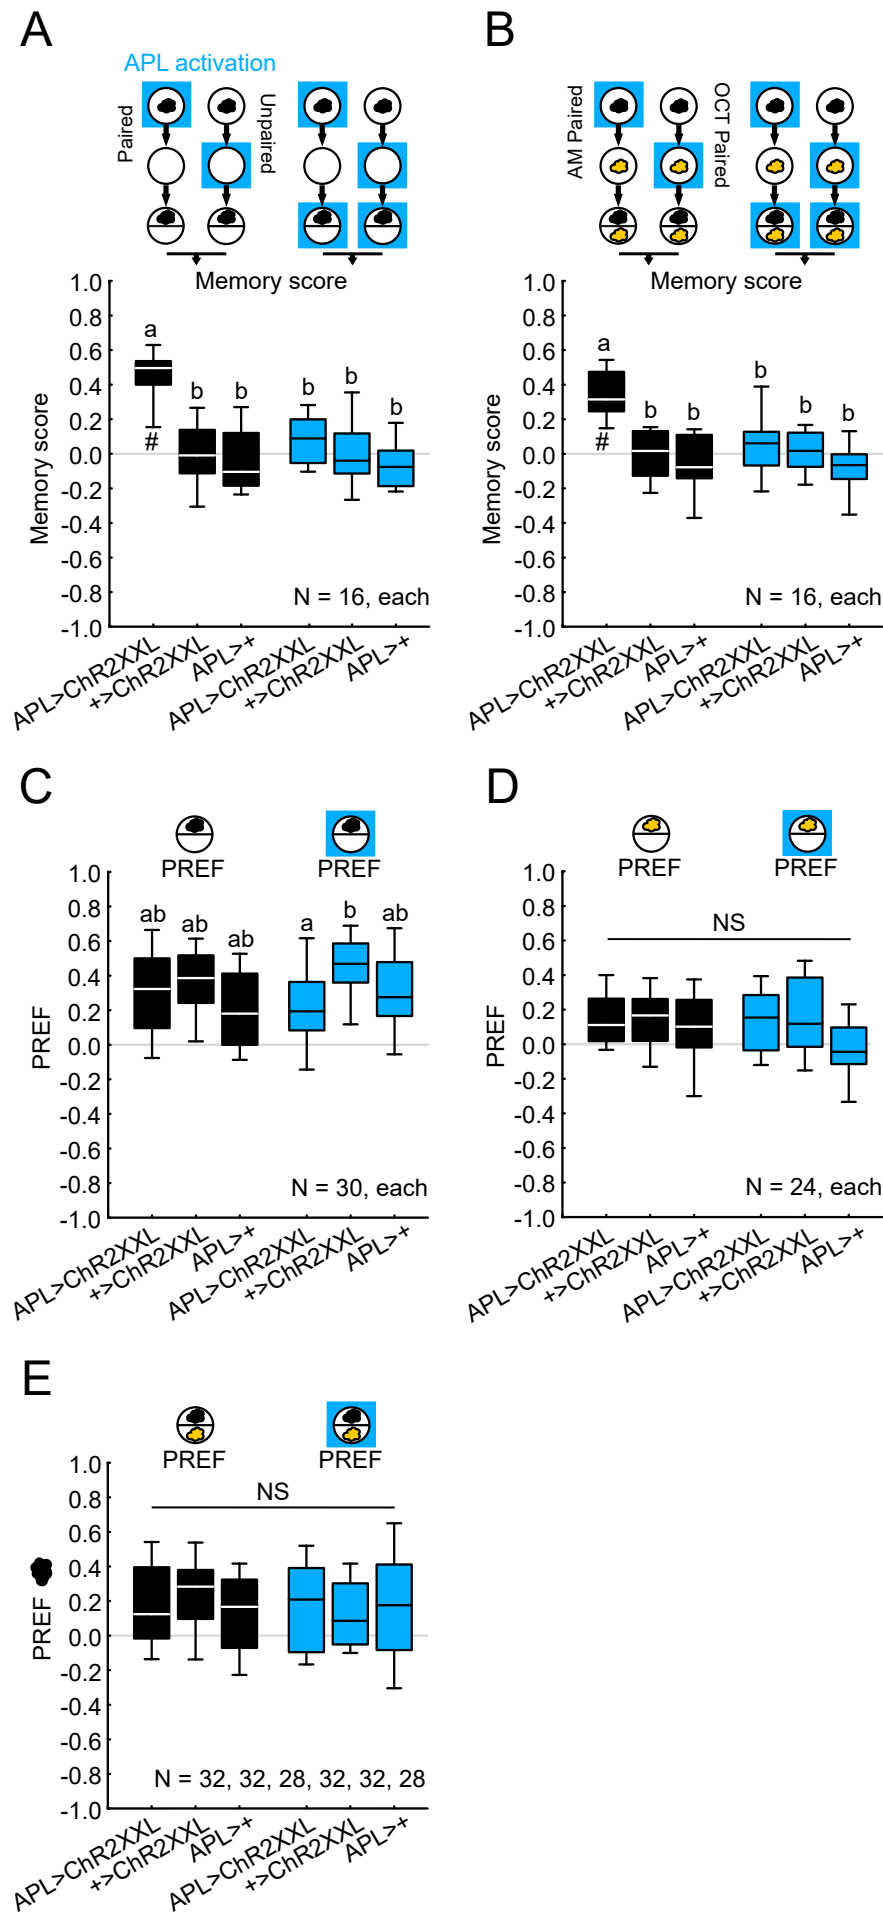 A
APL activation
Paired
Unpaired
Memory score
1.0
0.8
0.6
0.4
0.2
0.0
-0.2
-0.4
-0.6
-0.8
-1.0
Memory score
a
b
b
b
b
b
#
N = 16, each
APL>ChR2XXL
+>ChR2XXL
APL>+
APL>ChR2XXL
+>ChR2XXL
APL>+
B
AM Paired
OCT Paired
Memory score
1.0
0.8
0.6
0.4
0.2
0.0
-0.2
-0.4
-0.6
-0.8
-1.0
Memory score
a
b
b
b
b
b
#
N = 16, each
APL>ChR2XXL
+>ChR2XXL
APL>+
APL>ChR2XXL
+>ChR2XXL
APL>+
C
PREF
PREF
1.0
0.8
0.6
0.4
0.2
0.0
-0.2
-0.4
-0.6
-0.8
-1.0
PREF
ab
ab
ab
a
b
ab
N = 30, each
APL>ChR2XXL
+>ChR2XXL
APL>+
APL>ChR2XXL
+>ChR2XXL
APL>+
D
PREF
PREF
1.0
0.8
0.6
0.4
0.2
0.0
-0.2
-0.4
-0.6
-0.8
-1.0
PREF
NS
N = 24, each
APL>ChR2XXL
+>ChR2XXL
APL>+
APL>ChR2XXL
+>ChR2XXL
APL>+
E
PREF
PREF
1.0
0.8
0.6
0.4
0.2
0.0
-0.2
-0.4
-0.6
-0.8
-1.0
PREF
NS
N = 32, 32, 28, 32, 32, 28
APL>ChR2XXL
+>ChR2XXL
APL>+
APL>ChR2XXL
+>ChR2XXL
APL>+